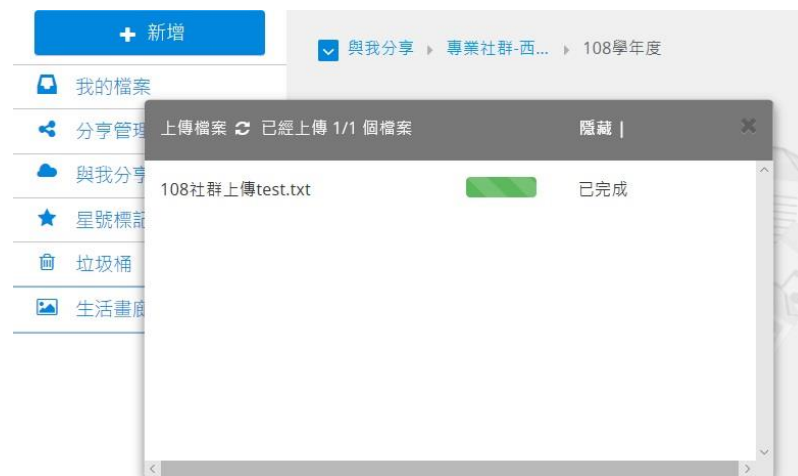 新增
與我分享 專業社群-西... 108學年度
我的檔案
分享管理
與我分享
星號標記
垃圾桶
生活畫廊
上傳檔案 已經上傳 1/1 個檔案 隱藏 |
108社群上傳test.txt 已完成